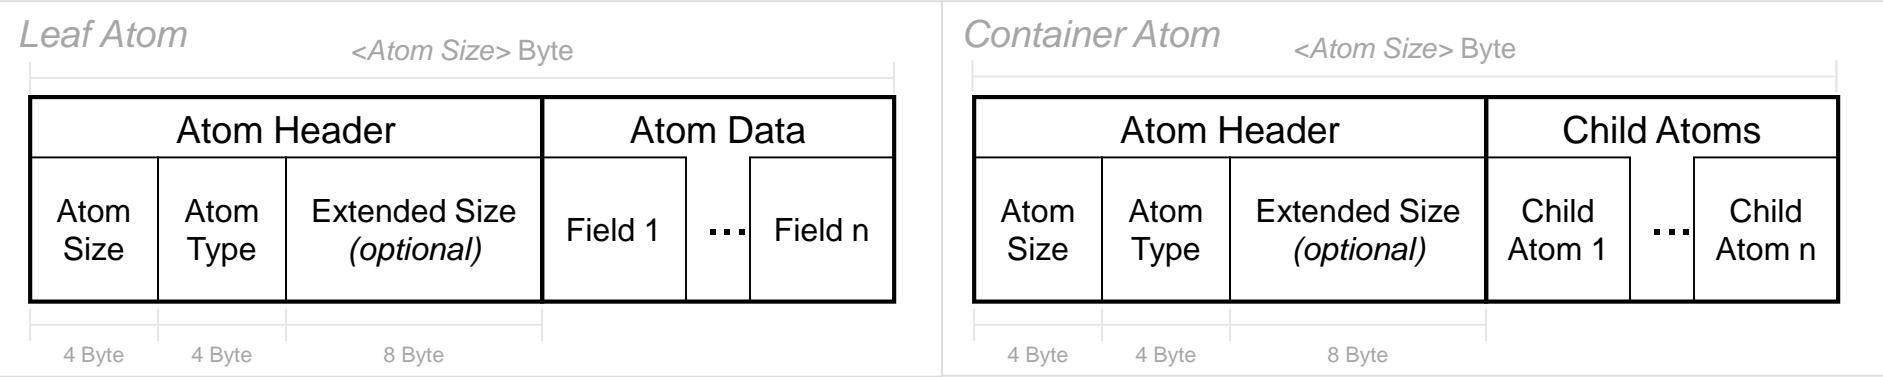 Leaf Atom
<Atom Size> Byte
Atom Header
Atom Data
Atom
Size
Atom
Type
Extended Size
(optional)
Field 1
...
Field n
4 Byte
4 Byte
8 Byte
Container Atom
<Atom Size> Byte
Atom Header
Child Atoms
Atom
Size
Atom
Type
Extended Size
(optional)
Child
Atom 1
...
Child
Atom n
4 Byte
4 Byte
8 Byte